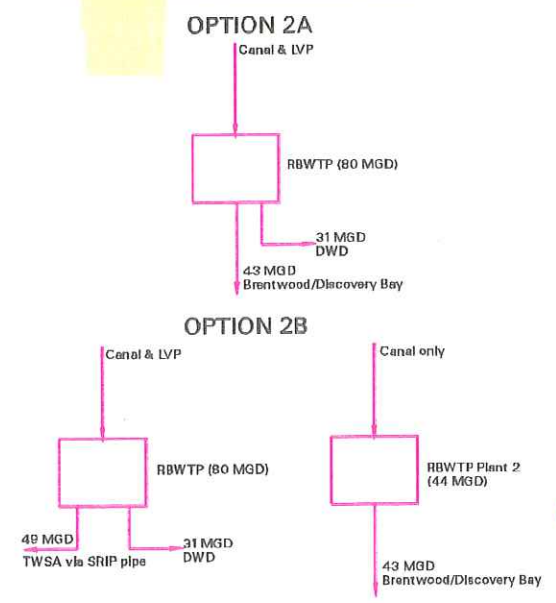 OPTION 2A
Canal & LVP
RBWTP (80 MGD)
31 MGD
DWD
43 MGD
Brentwood/Discovery Bay
OPTION 2B
Canal & LVP
RBWTP (80 MGD)
49 MGD
TWSA via SRIP pipe
31 MGD
DWD
Canal only
RBWTP Plant 2
(44 MGD)
43 MGD
Brentwood/Discovery Bay